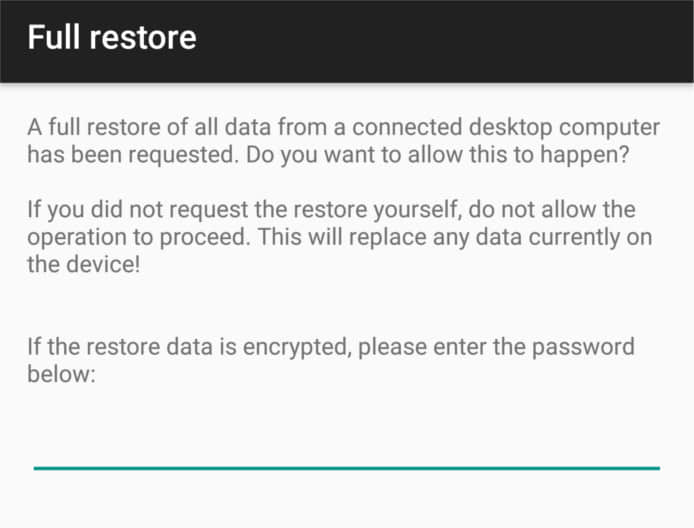 Full restore
A full restore of all data from a connected desktop computer
has been requested. Do you want to allow this to happen?
If you did not request the restore yourself, do not allow the
operation to proceed. This will replace any data currently on
the device!
If the restore data is encrypted, please enter the password
below: